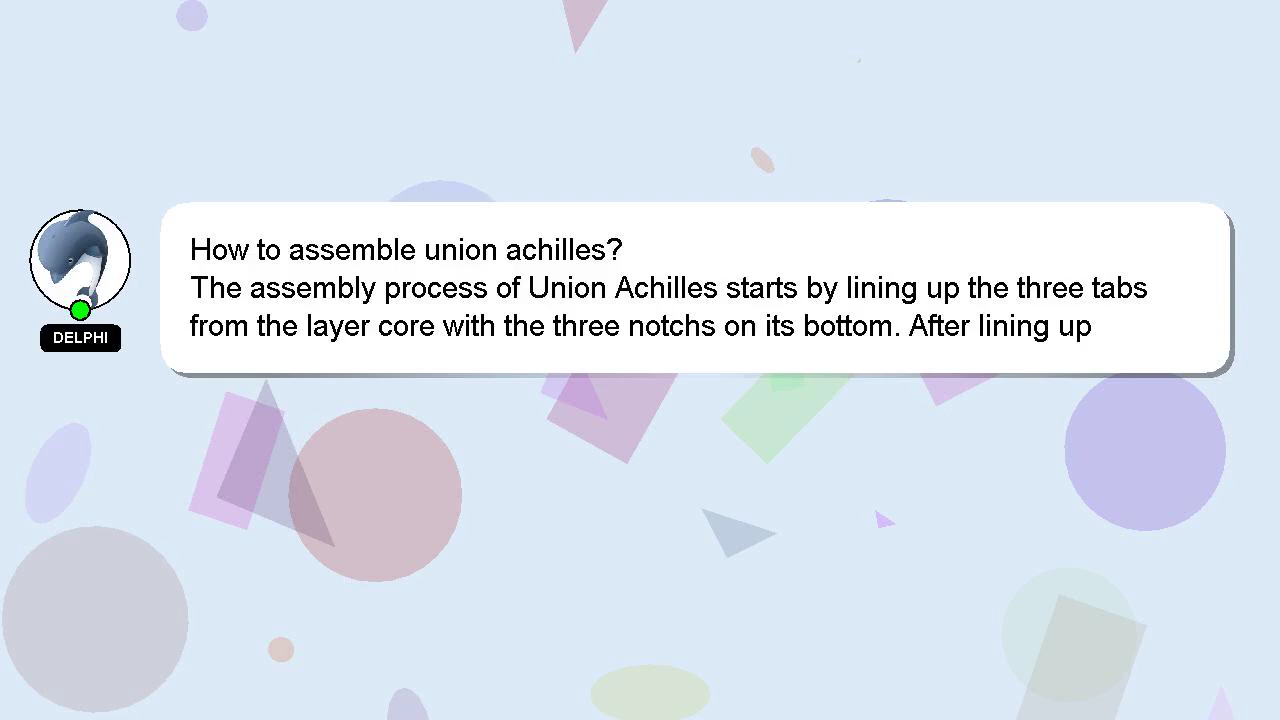 How to assemble union achilles?
The assembly process of Union Achilles starts by lining up the three tabs
from the layer core with the three notchs on its bottom. After lining up
DELPHI